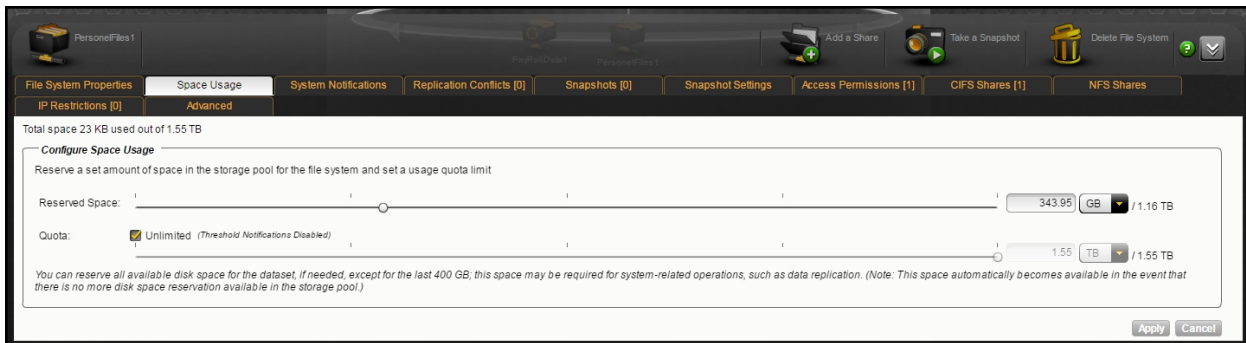 PersonelFiles1
PayRollData1
PersonelFiles1
Add a Share
Take a Snapshot
Delete File System
File System Properties
Space Usage
System Notifications
Replication Conflicts [0]
Snapshots [0]
Snapshot Settings
Access Permissions [1]
CIFS Shares [1]
NFS Shares
IP Restrictions [0]
Advanced
Total space 23 KB used out of 1.55 TB
Configure Space Usage
Reserve a set amount of space in the storage pool for the file system and set a usage quota limit
Reserved Space: 343.95 GB / 1.16 TB
Quota: Unlimited (Threshold Notifications Disabled)
1.55 TB / 1.55 TB
You can reserve all available disk space for the dataset, if needed, except for the last 400 GB; this space may be required for system-related operations, such as data replication. (Note: This space automatically becomes available in the event that
there is no more disk space reservation available in the storage pool.)
Apply Cancel